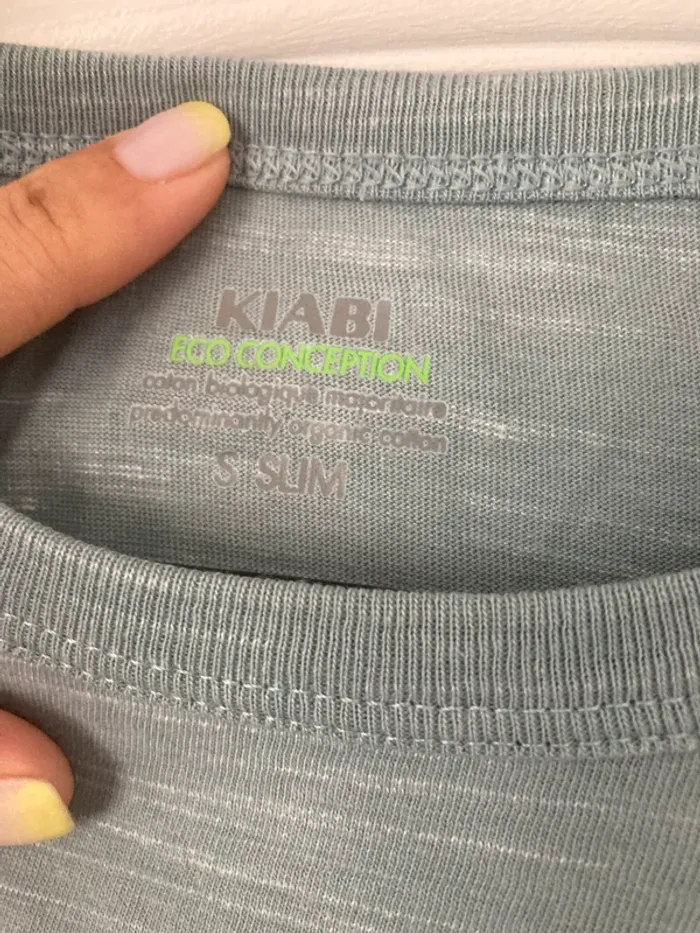 KIABI
ECO CONCEPTION
coton biologique majoritaire
predominantly organic cotton
S SLIM